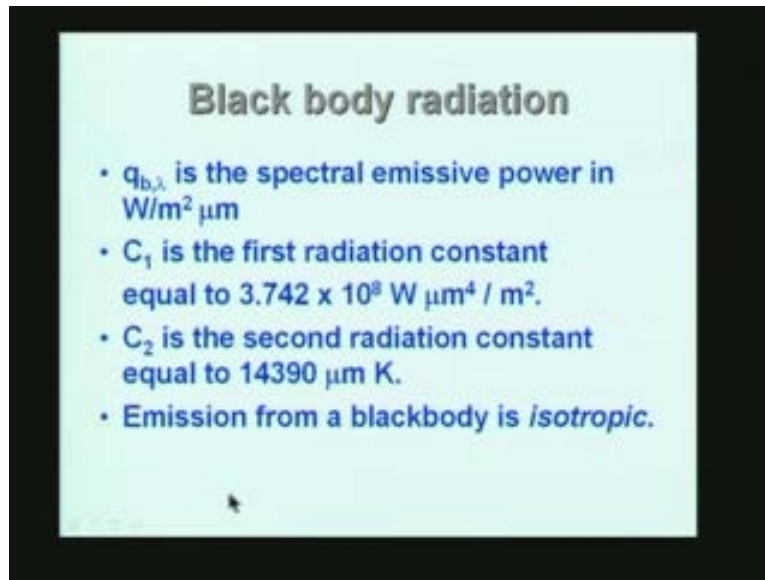 Black body radiation
• q_b,λ is the spectral emissive power in
W/m² μm
• C₁ is the first radiation constant
equal to 3.742 x 10⁸ W μm⁴ / m².
• C₂ is the second radiation constant
equal to 14390 μm K.
• Emission from a blackbody is isotropic.